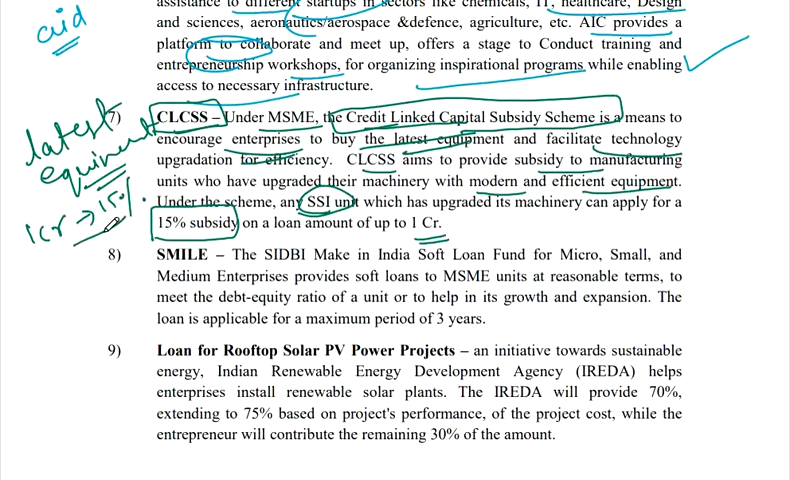 assistance to different startups in sectors like chemicals, IT, healthcare, Design
and sciences, aeronautics/aerospace &defence, agriculture, etc. AIC provides a
platform to collaborate and meet up, offers a stage to Conduct training and
entrepreneurship workshops, for organizing inspirational programs while enabling
access to necessary infrastructure.
aid
7) CLCSS – Under MSME, the Credit Linked Capital Subsidy Scheme is a means to
encourage enterprises to buy the latest equipment and facilitate technology
upgradation for efficiency. CLCSS aims to provide subsidy to manufacturing
units who have upgraded their machinery with modern and efficient equipment.
Under the scheme, any SSI unit which has upgraded its machinery can apply for a
15% subsidy on a loan amount of up to 1 Cr.
latest
equipment
1cr → 15%.
8) SMILE – The SIDBI Make in India Soft Loan Fund for Micro, Small, and
Medium Enterprises provides soft loans to MSME units at reasonable terms, to
meet the debt-equity ratio of a unit or to help in its growth and expansion. The
loan is applicable for a maximum period of 3 years.
9) Loan for Rooftop Solar PV Power Projects – an initiative towards sustainable
energy, Indian Renewable Energy Development Agency (IREDA) helps
enterprises install renewable solar plants. The IREDA will provide 70%,
extending to 75% based on project's performance, of the project cost, while the
entrepreneur will contribute the remaining 30% of the amount.